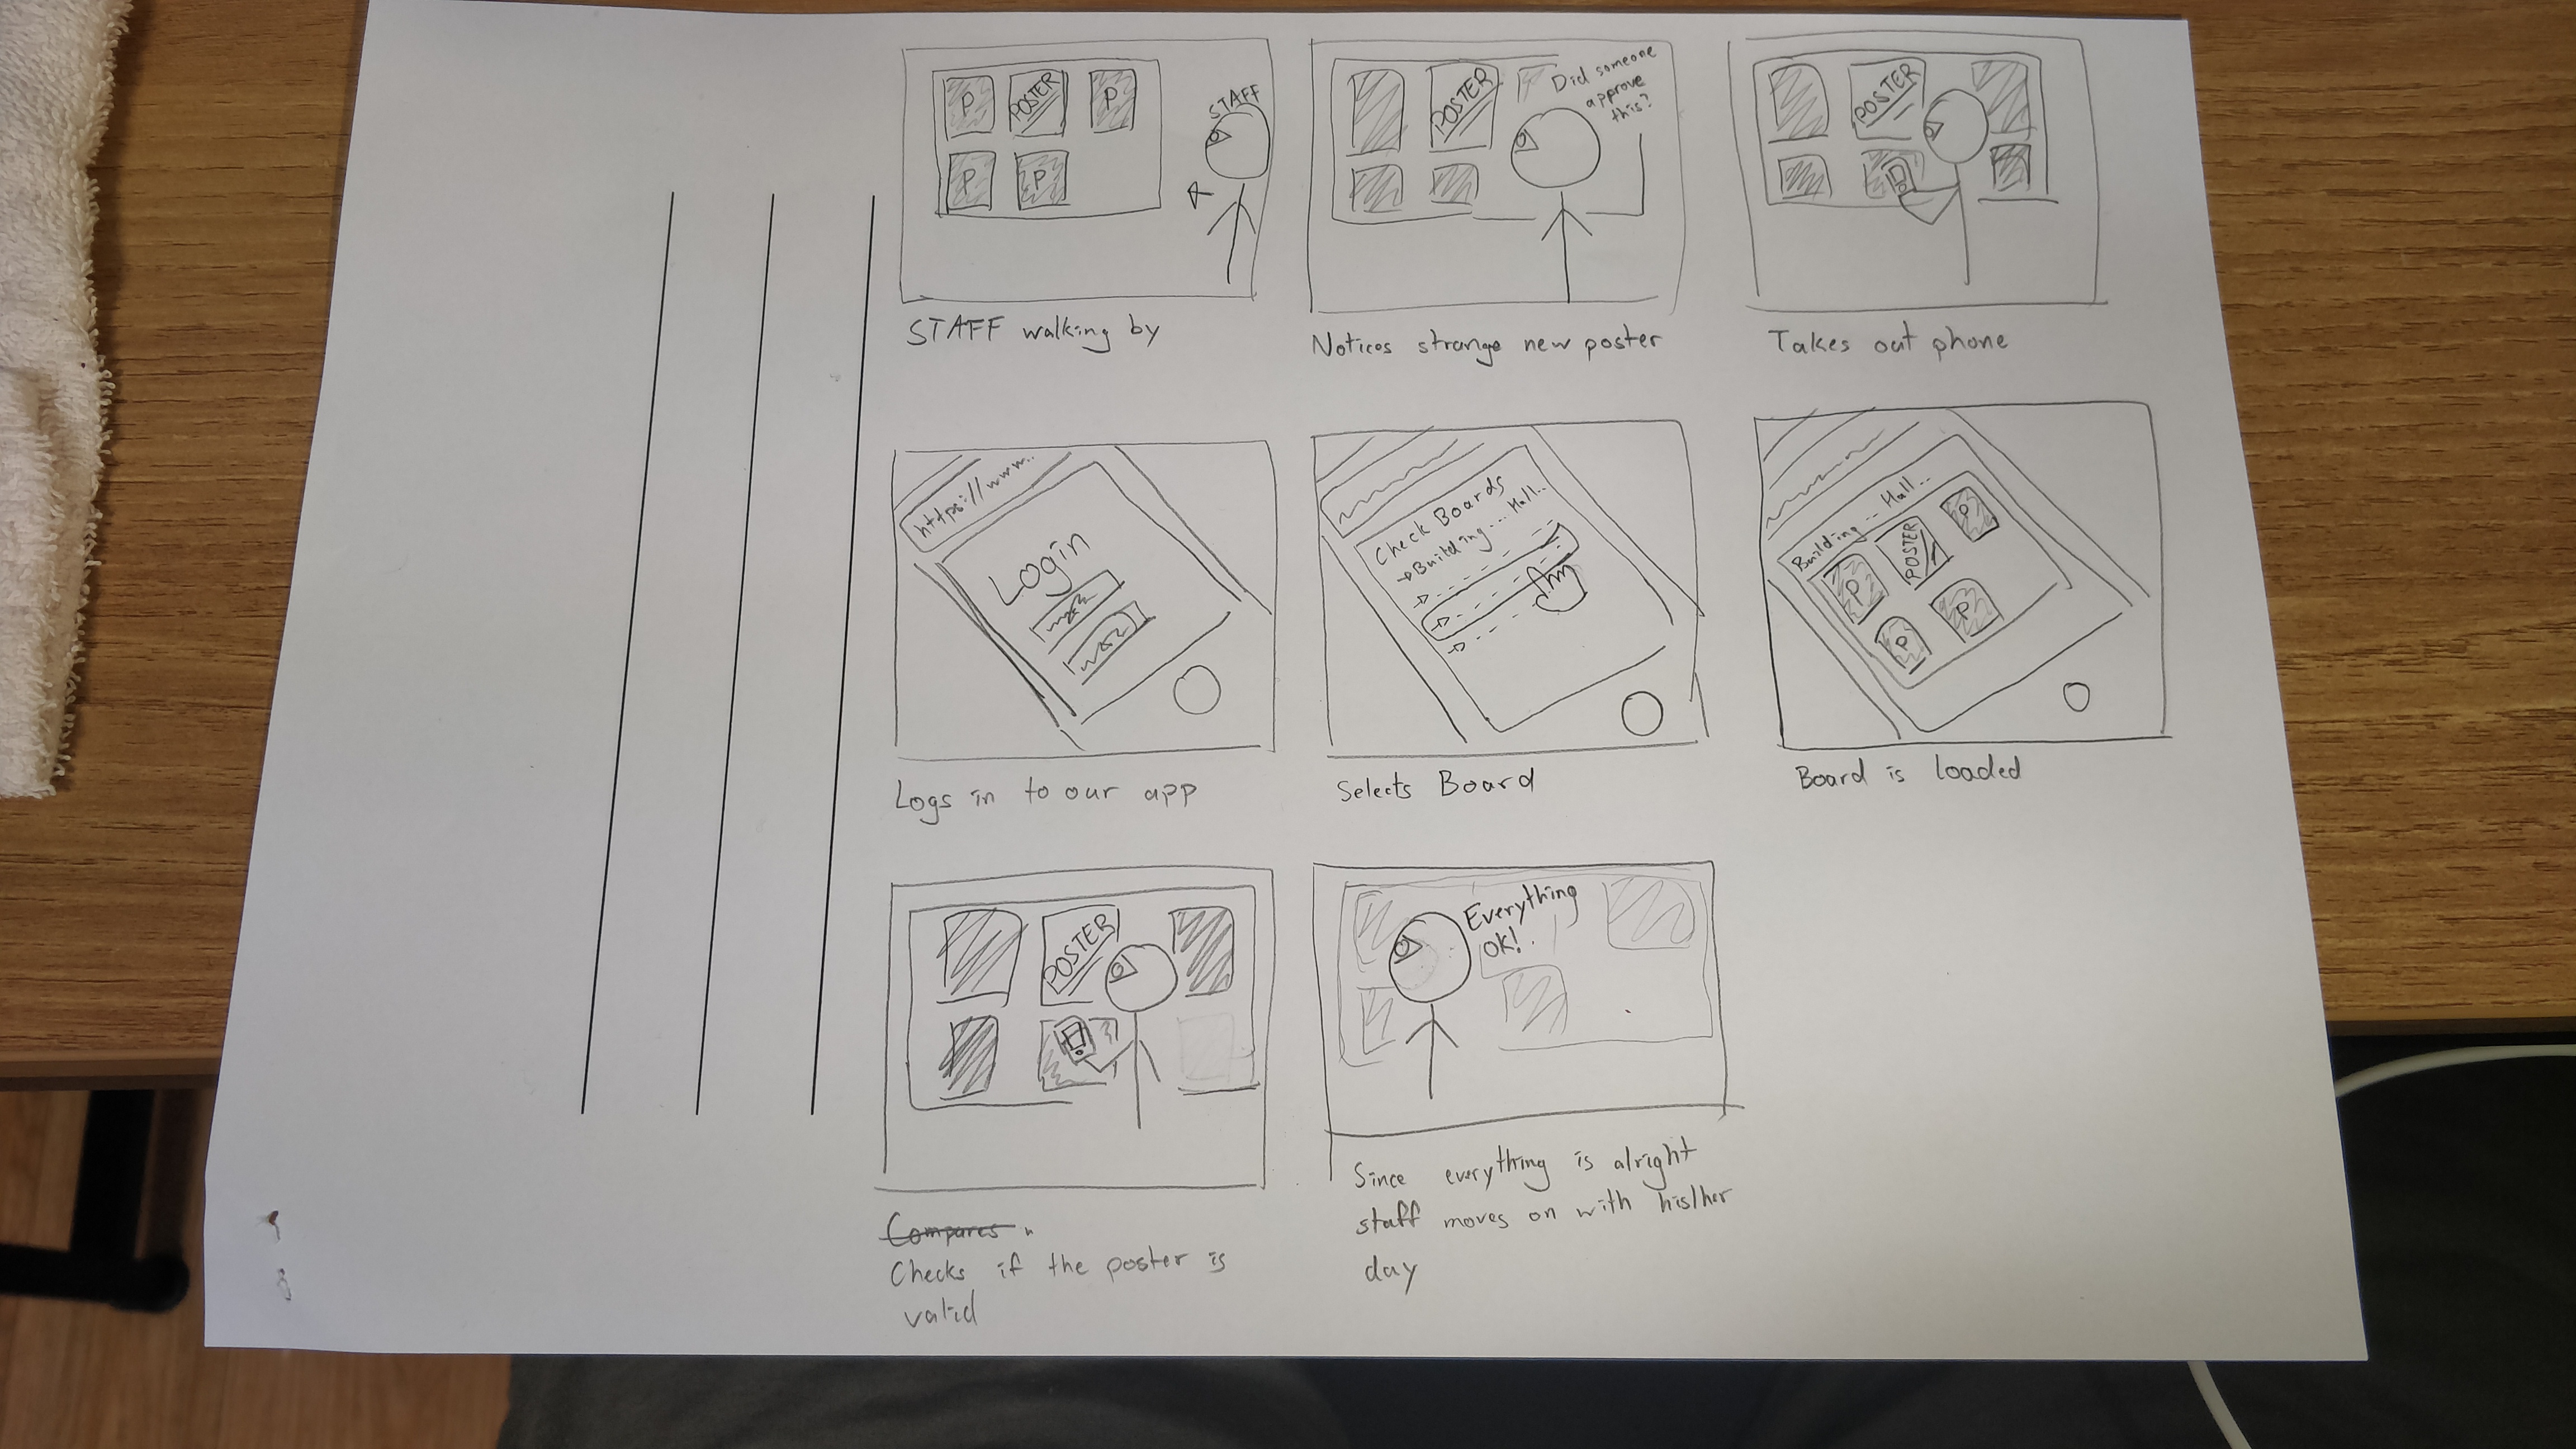 P
POSTER
P
P
P
STAFF
STAFF walking by
POSTER
Did someone
approve
this?
Notices strange new poster
POSTER
Takes out phone
https://www..
Login
Logs in to our app
Check Boards
→Building ... Hall..
Selects Board
Building ... Hall..
P
POSTER
P
P
P
Board is loaded
POSTER
Compares
Checks if the poster is
valid
Everything
OK!
Since everything is alright
staff moves on with his/her
day